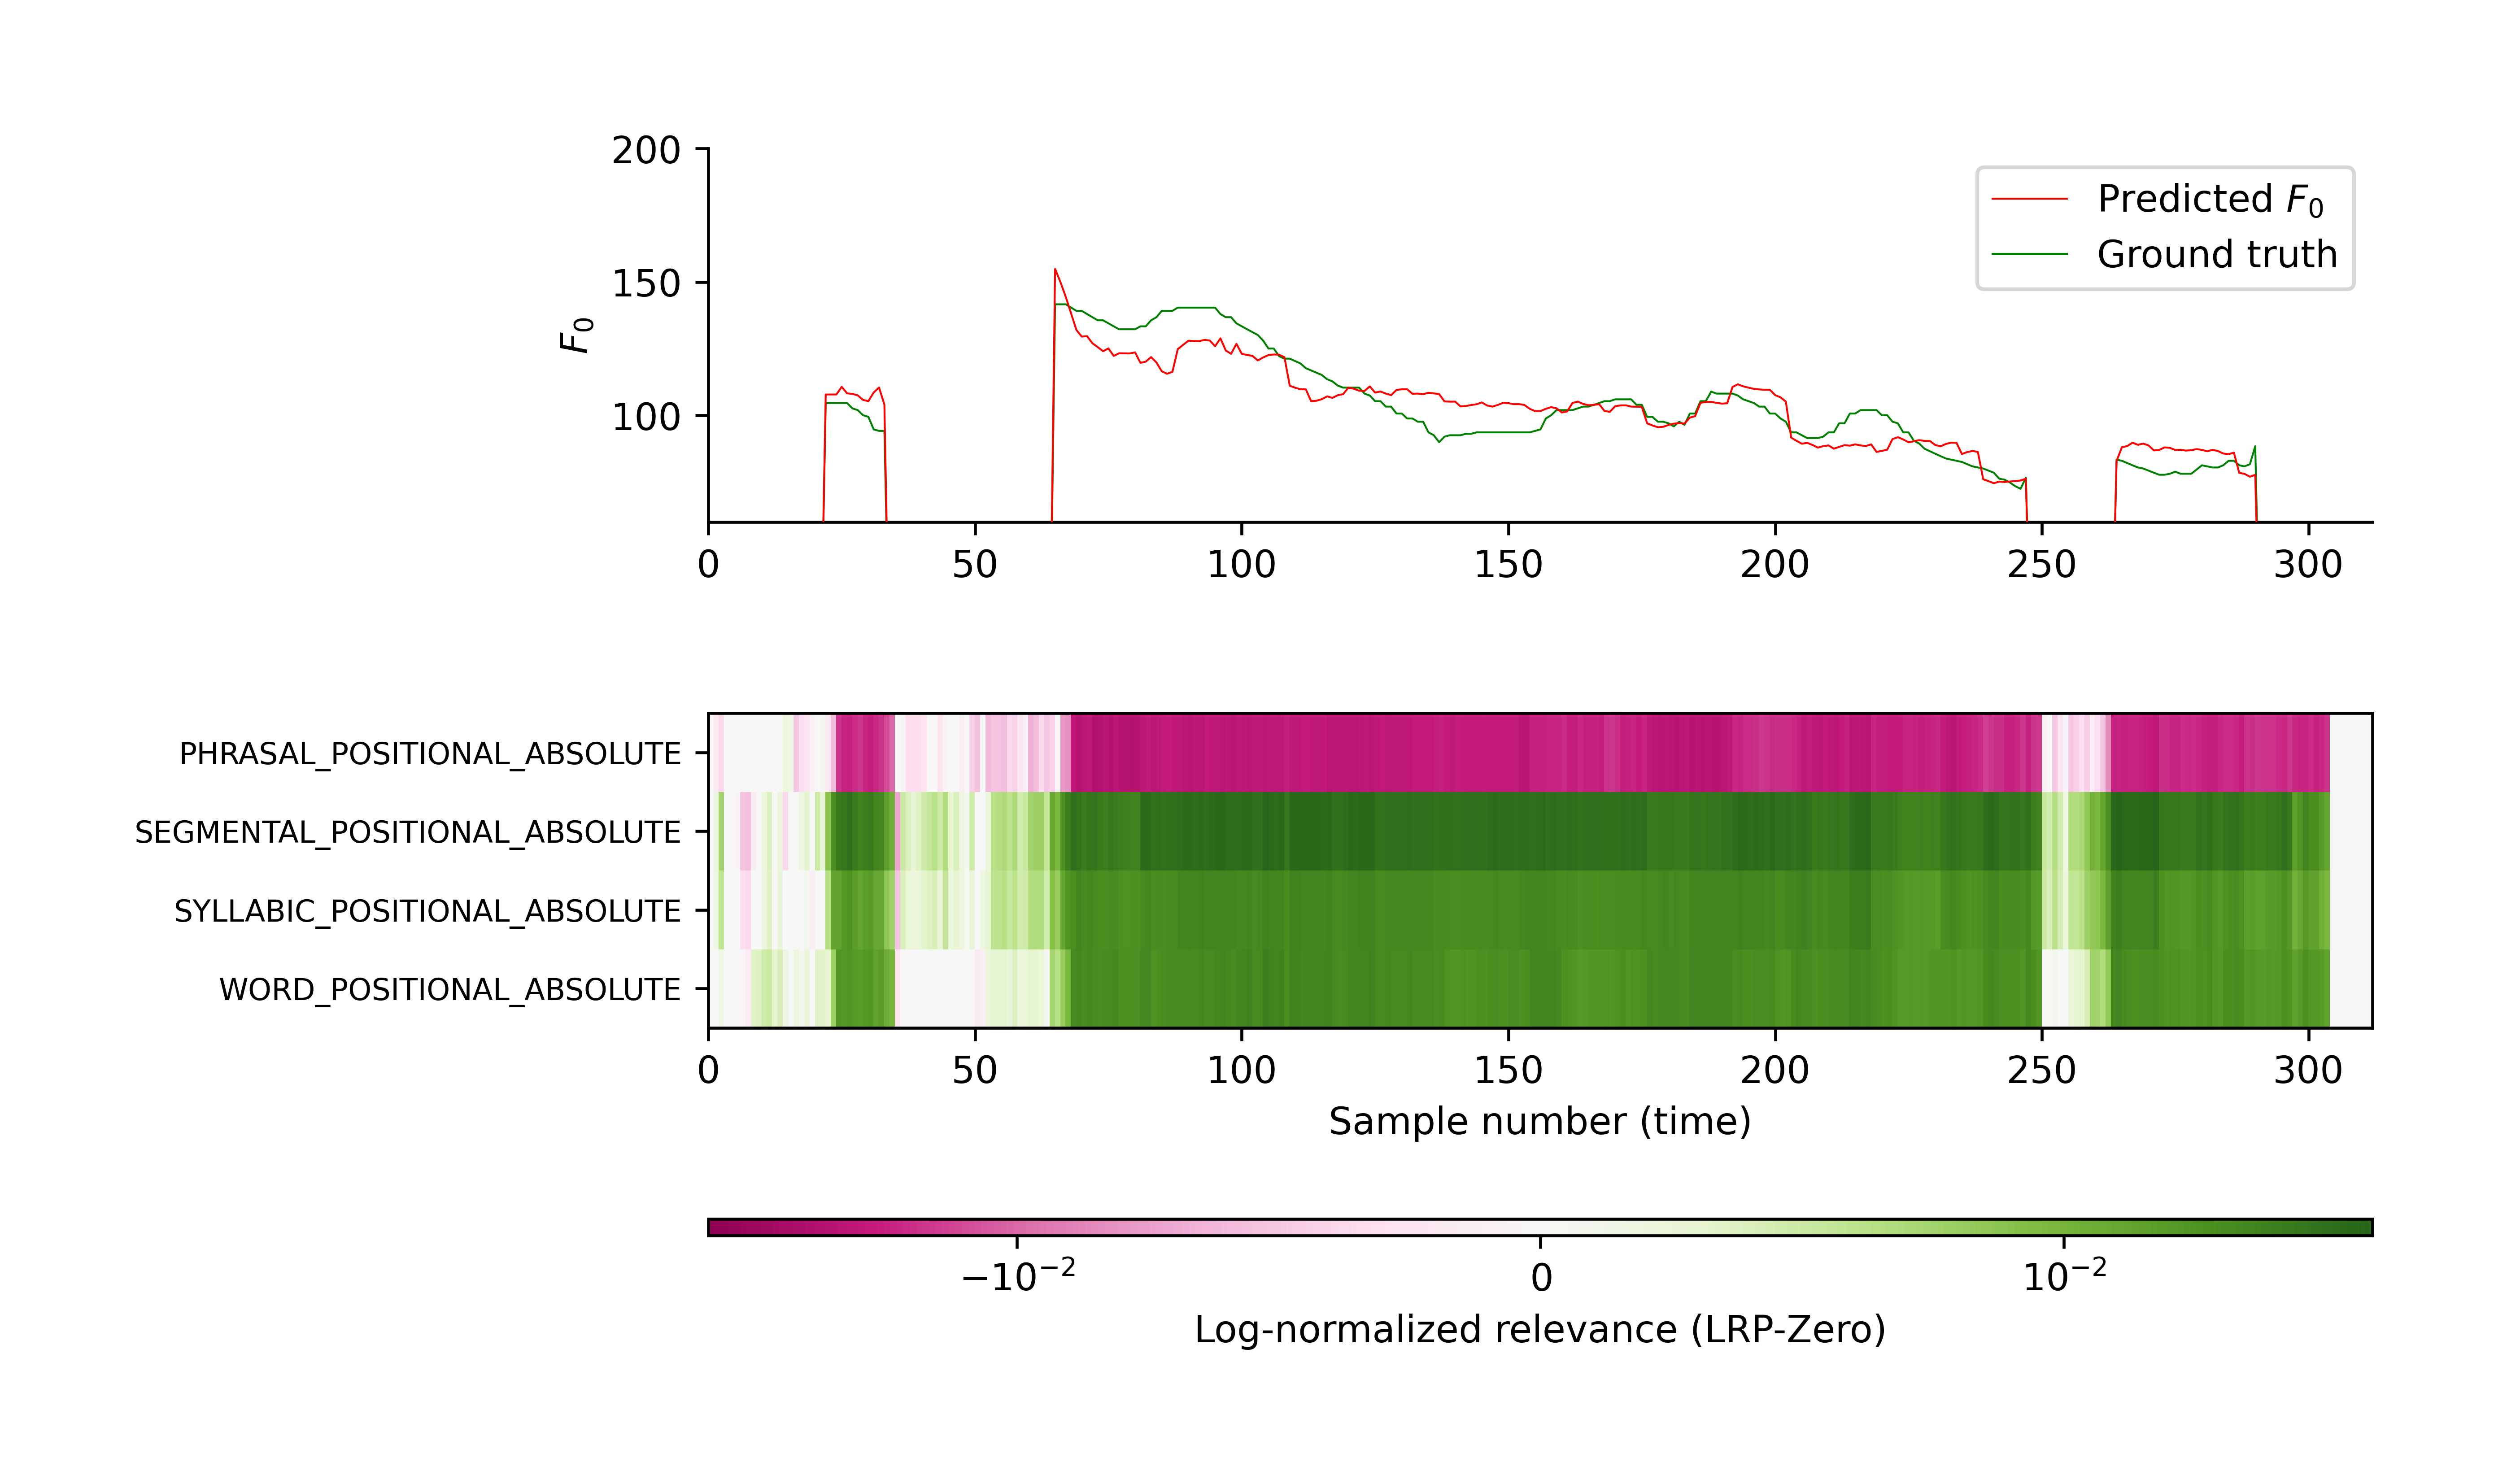 200
150
100
F0
Predicted F0
Ground truth
0 50 100 150 200 250 300
PHRASAL_POSITIONAL_ABSOLUTE
SEGMENTAL_POSITIONAL_ABSOLUTE
SYLLABIC_POSITIONAL_ABSOLUTE
WORD_POSITIONAL_ABSOLUTE
0 50 100 150 200 250 300
Sample number (time)
−10⁻² 0 10⁻²
Log-normalized relevance (LRP-Zero)